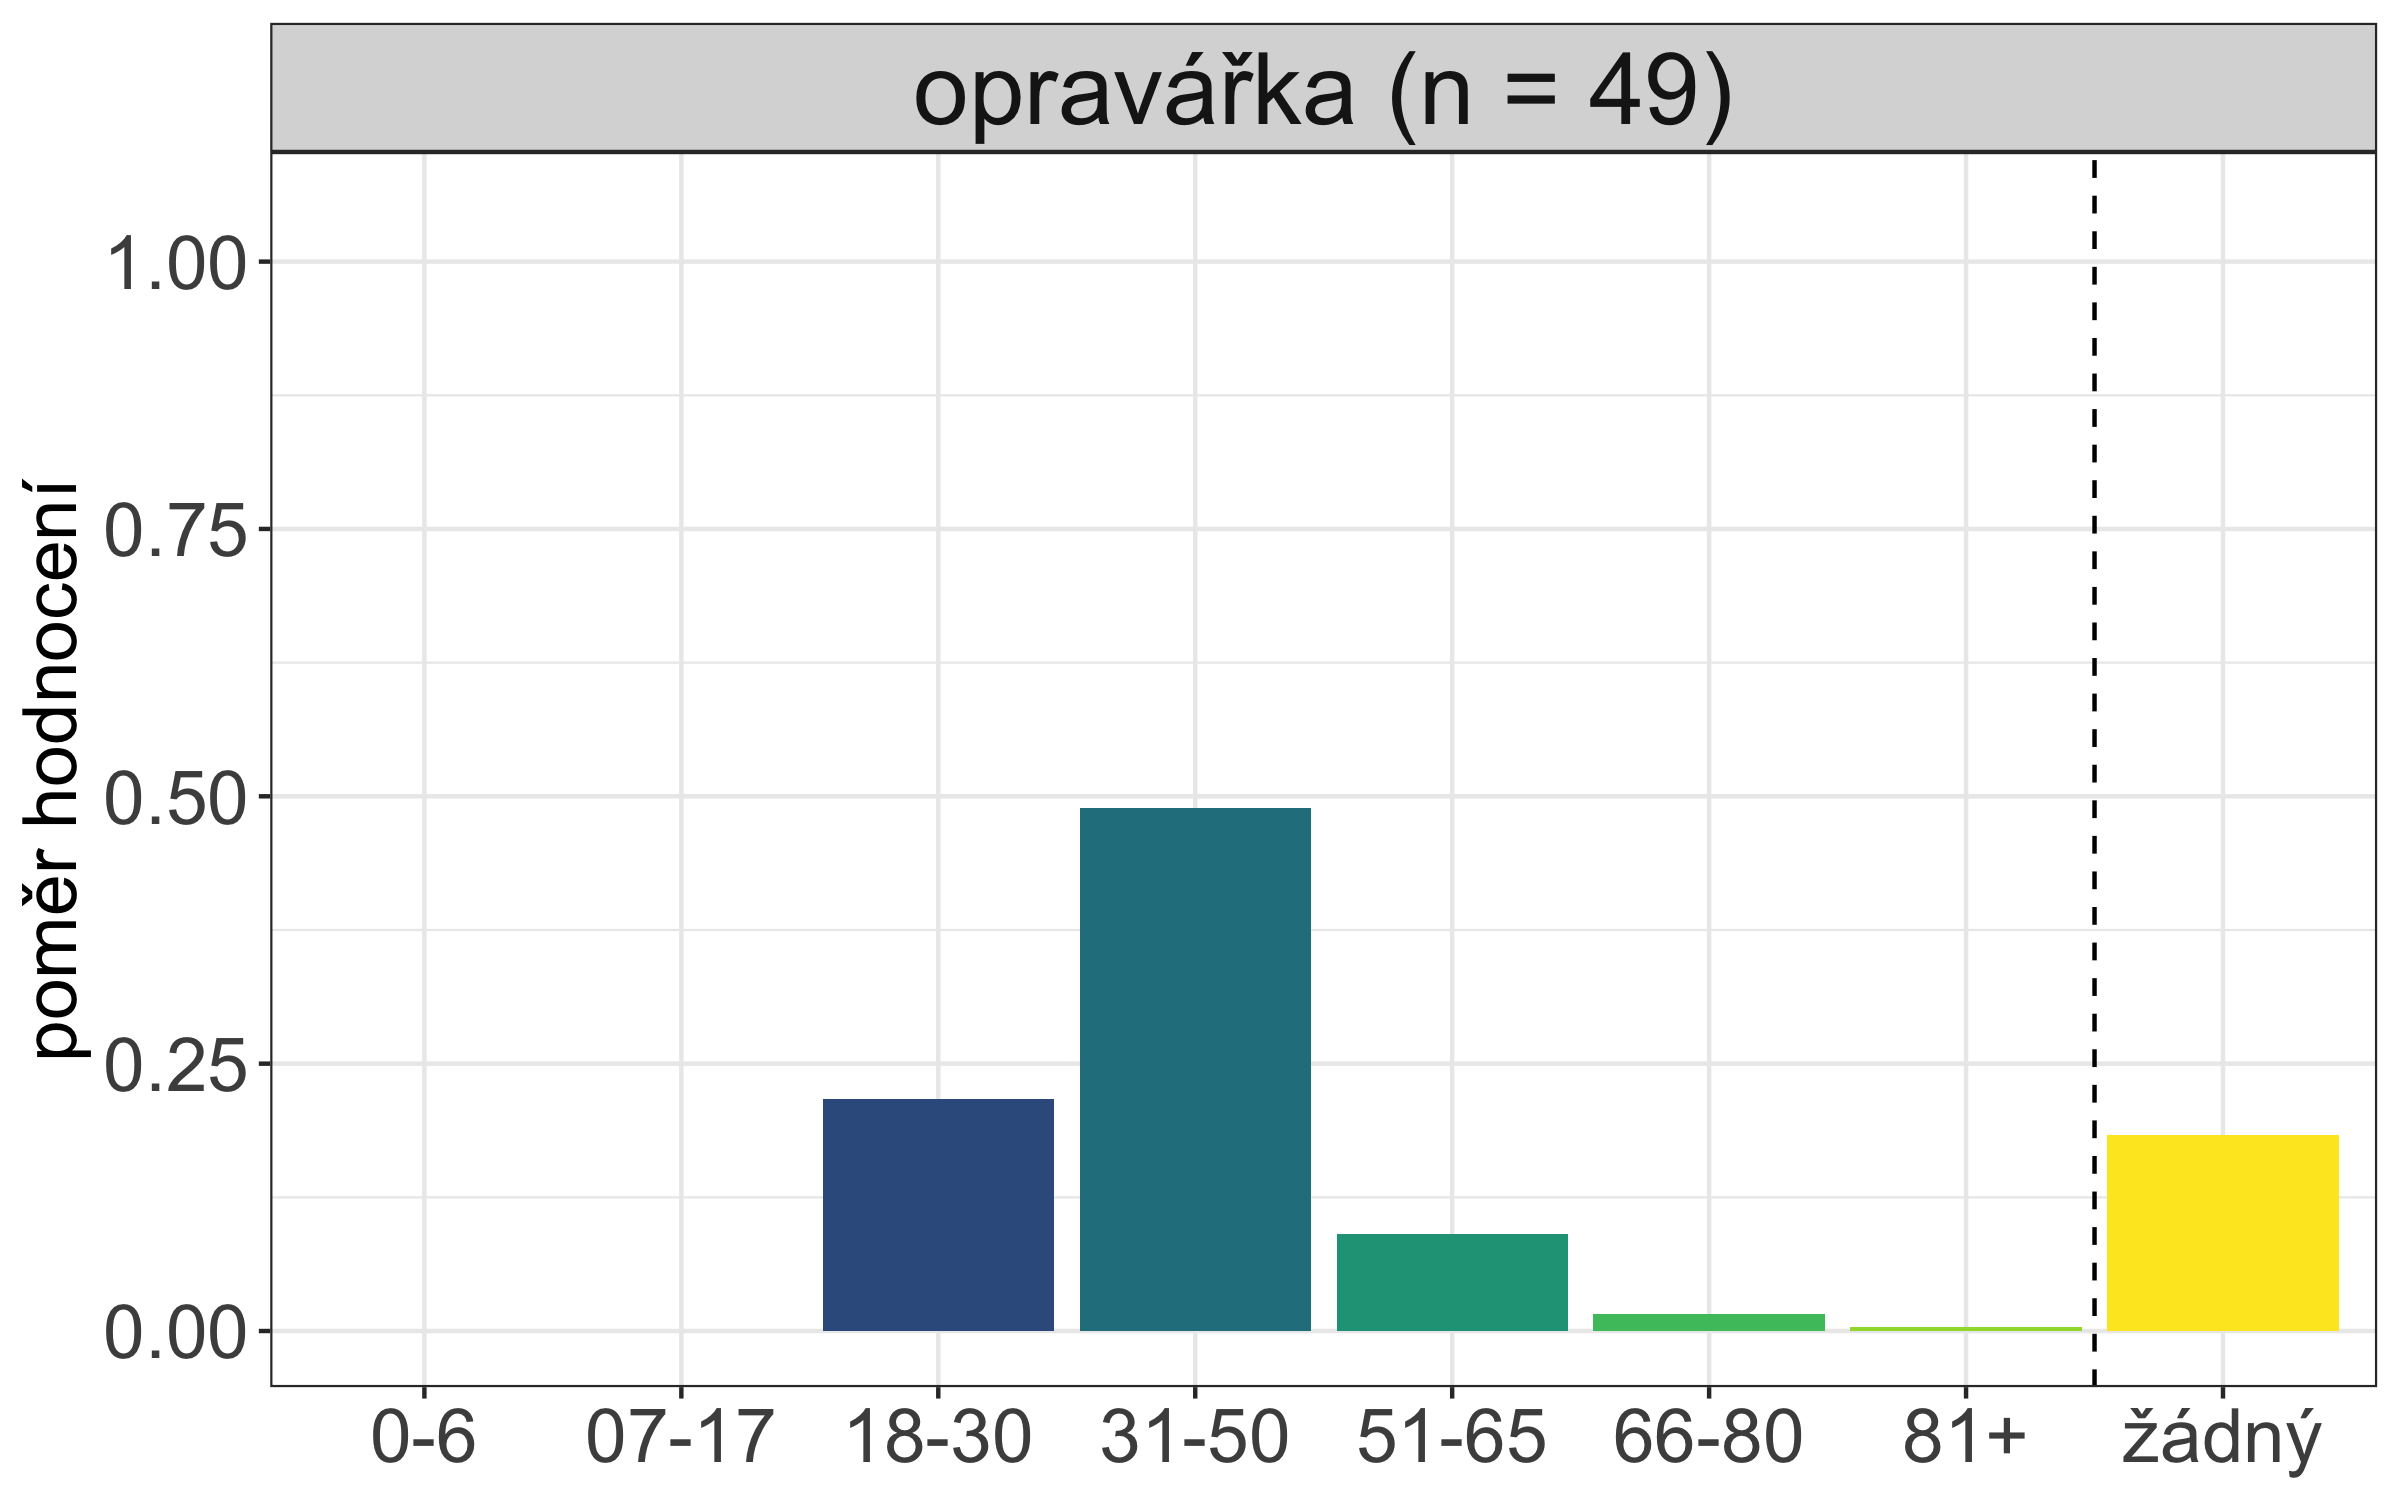 opravářka (n = 49)
poměr hodnocení
1.00
0.75
0.50
0.25
0.00
0-6 07-17 18-30 31-50 51-65 66-80 81+ žádný